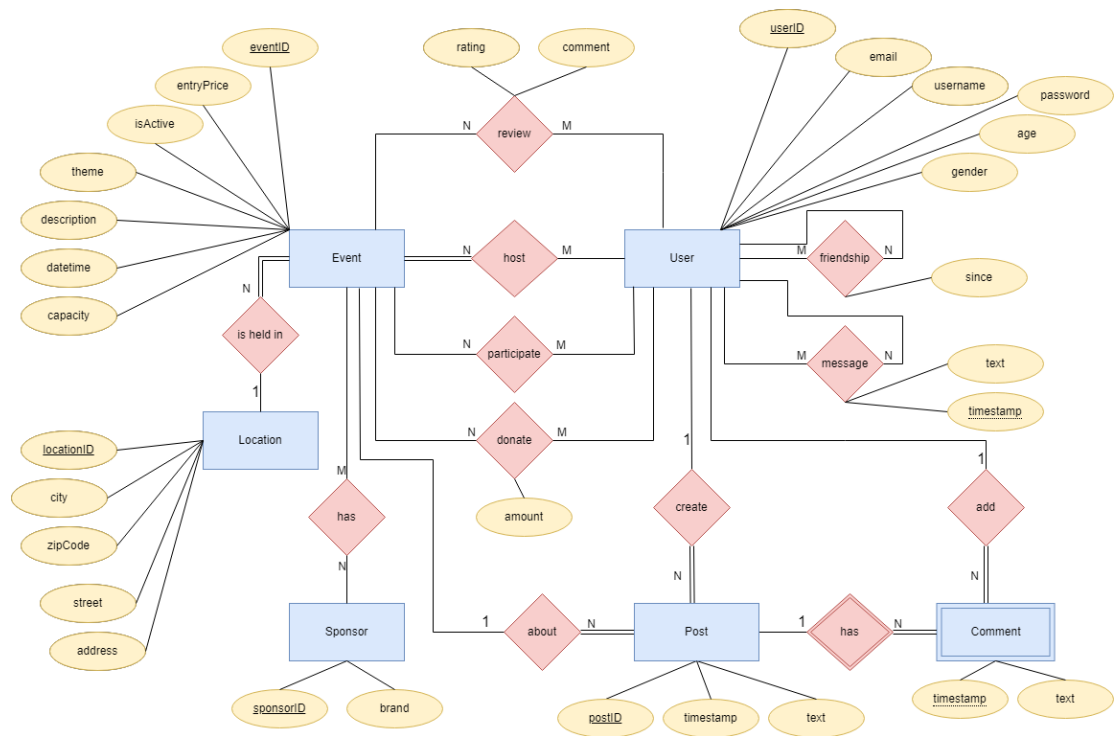 eventID
rating
comment
userID
email
entryPrice
username
password
isActive
N
review
M
age
theme
gender
description
Event
N
host
M
User
M
friendship
N
datetime
since
N
capacity
is held in
N
participate
M
M
message
N
text
1
timestamp
Location
N
donate
M
1
locationID
1
city
M
amount
has
create
add
zipCode
N
N
N
street
Sponsor
1
about
N
Post
1
has
N
Comment
address
sponsorID
brand
postID
timestamp
text
timestamp
text